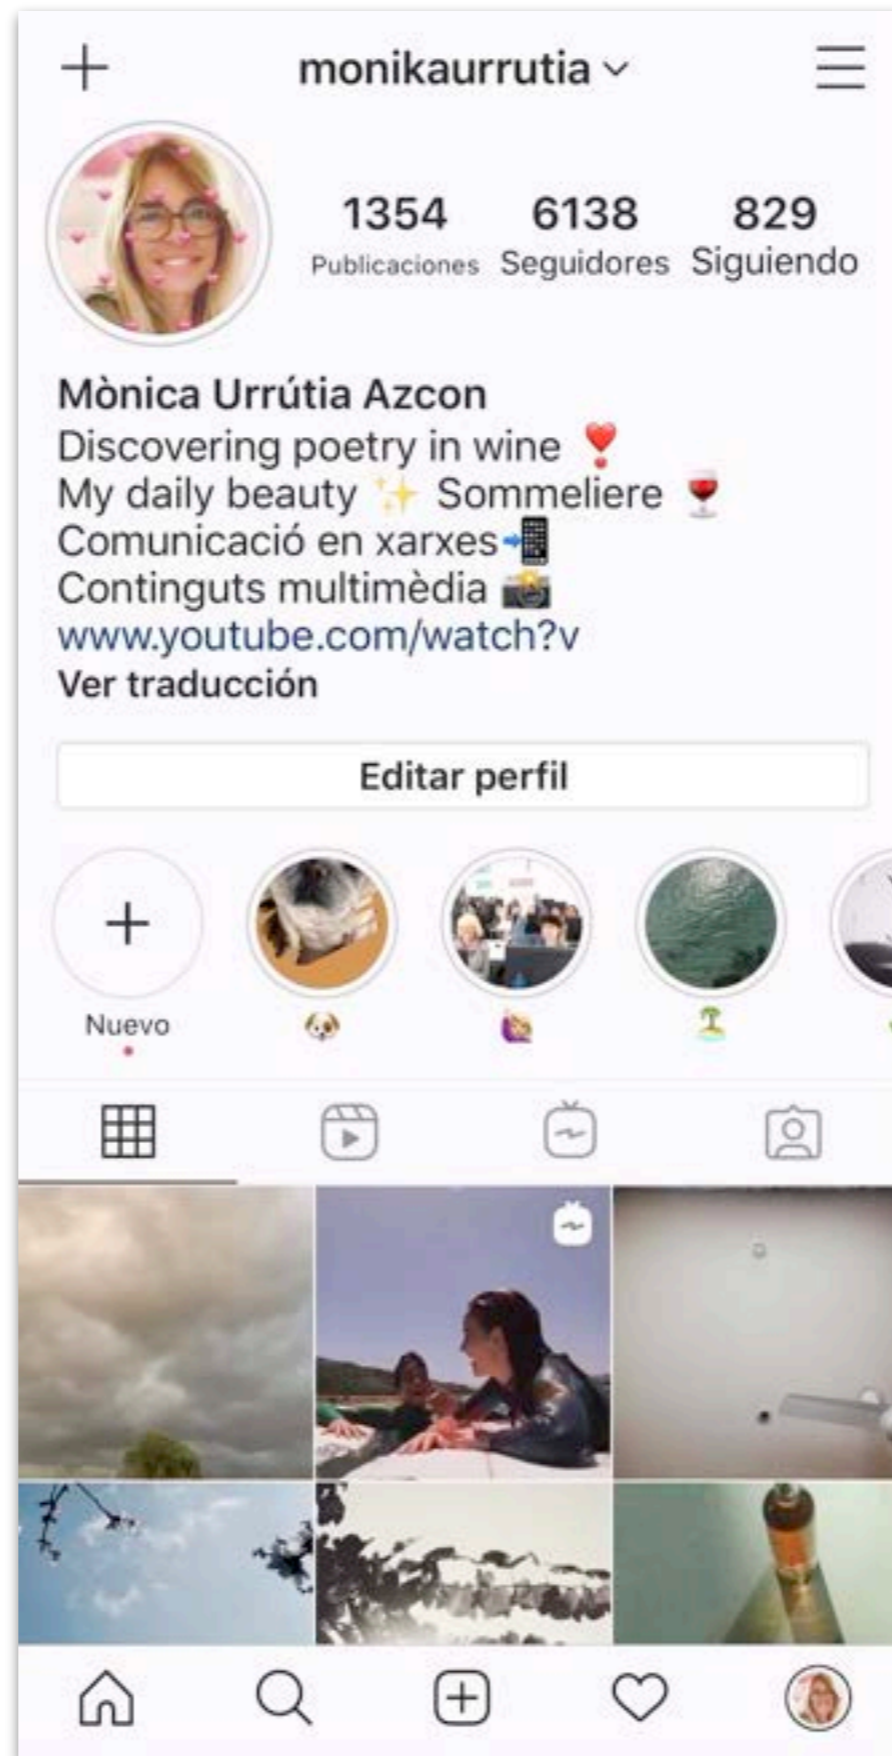 monikaurrutia
1354 6138 829
Publicaciones Seguidores Siguiendo
Mònica Urrútia Azcon
Discovering poetry in wine ❣️
My daily beauty ✨ Sommeliere 🍷
Comunicació en xarxes📲
Continguts multimèdia 📸
www.youtube.com/watch?v
Ver traducción
Editar perfil
Nuevo